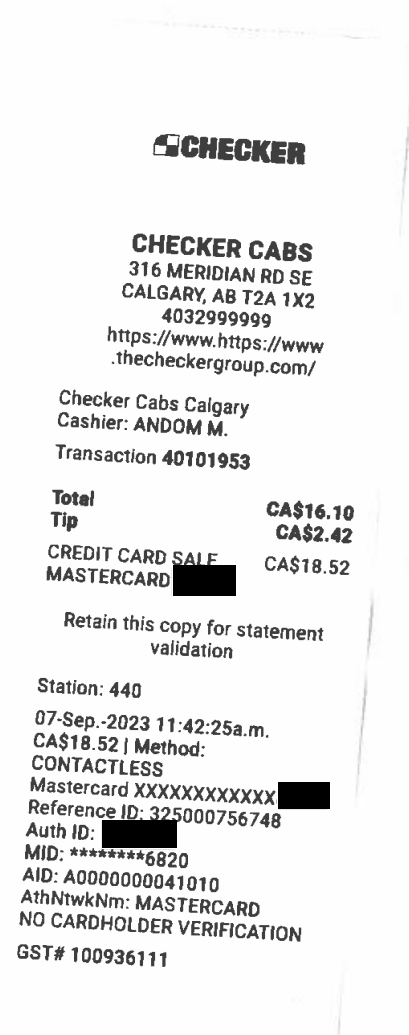 CHECKER
CHECKER CABS
316 MERIDIAN RD SE
CALGARY, AB T2A 1X2
4032999999
https://www.https://www
.thecheckergroup.com/
Checker Cabs Calgary
Cashier: ANDOM M.
Transaction 40101953
Total CA$16.10
Tip CA$2.42
CREDIT CARD SALE CA$18.52
MASTERCARD
Retain this copy for statement
validation
Station: 440
07-Sep.-2023 11:42:25a.m.
CA$18.52 | Method:
CONTACTLESS
Mastercard XXXXXXXXXXXX
Reference ID: 325000756748
Auth ID:
MID: ********6820
AID: A0000000041010
AthNtwkNm: MASTERCARD
NO CARDHOLDER VERIFICATION
GST# 100936111